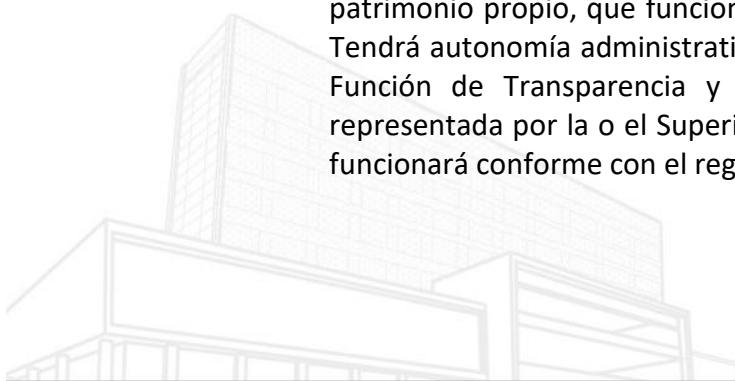 patrimonio propio, que funcion
Tendrá autonomía administrati
Función de Transparencia y
representada por la o el Superi
funcionará conforme con el reg